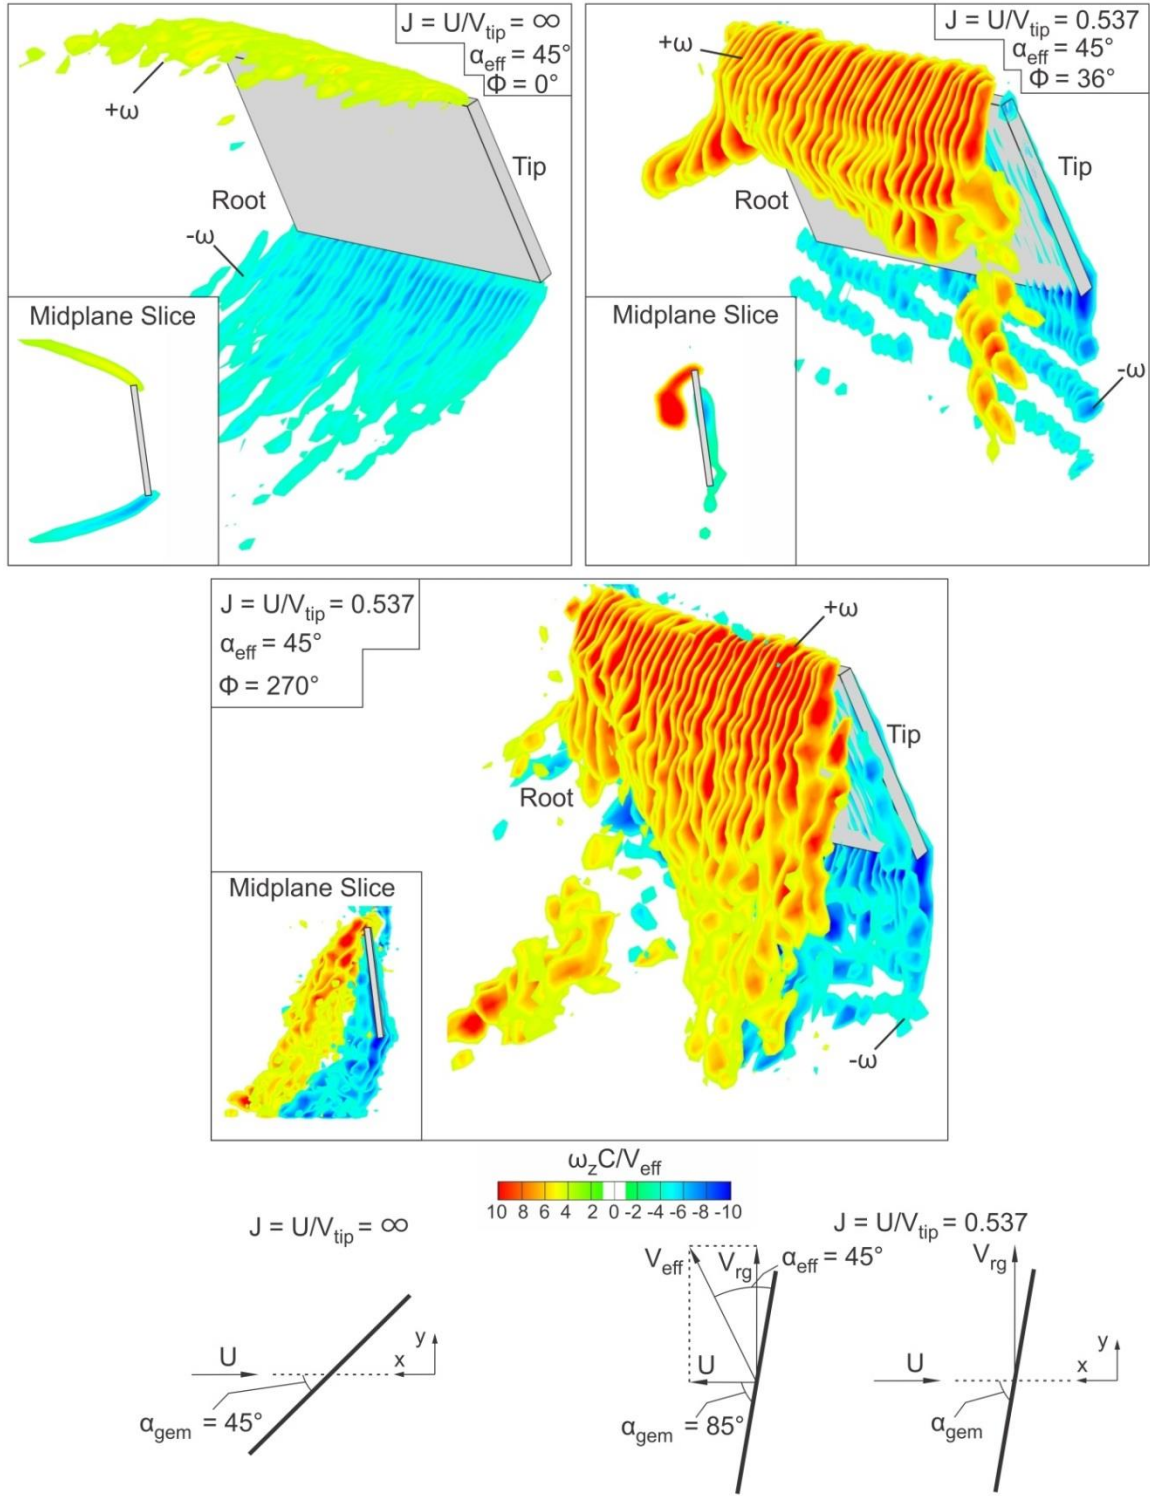 J = U/V_tip = ∞
α_eff = 45°
Φ = 0°
+ω
Tip
Root
-ω
Midplane Slice
J = U/V_tip = 0.537
α_eff = 45°
Φ = 36°
+ω
Tip
Root
Midplane Slice
-ω
J = U/V_tip = 0.537
α_eff = 45°
Φ = 270°
+ω
Tip
Root
Midplane Slice
-ω
ω_zC/V_eff
10 8 6 4 2 0 -2 -4 -6 -8 -10
J = U/V_tip = ∞
U
y
x
α_gem = 45°
J = U/V_tip = 0.537
V_eff
V_rg
α_eff = 45°
U
α_gem = 85°
V_rg
U
y
x
α_gem